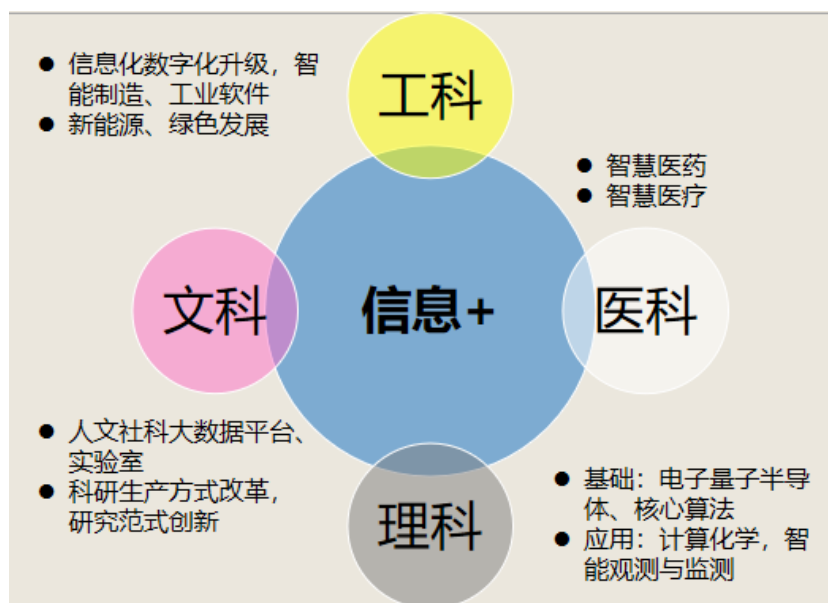 ● 信息化数字化升级，智
能制造、工业软件
● 新能源、绿色发展
工科
● 智慧医药
● 智慧医疗
文科
信息+
医科
● 人文社科大数据平台、
实验室
● 科研生产方式改革，
研究范式创新
理科
● 基础：电子量子半导
体、核心算法
● 应用：计算化学，智
能观测与监测